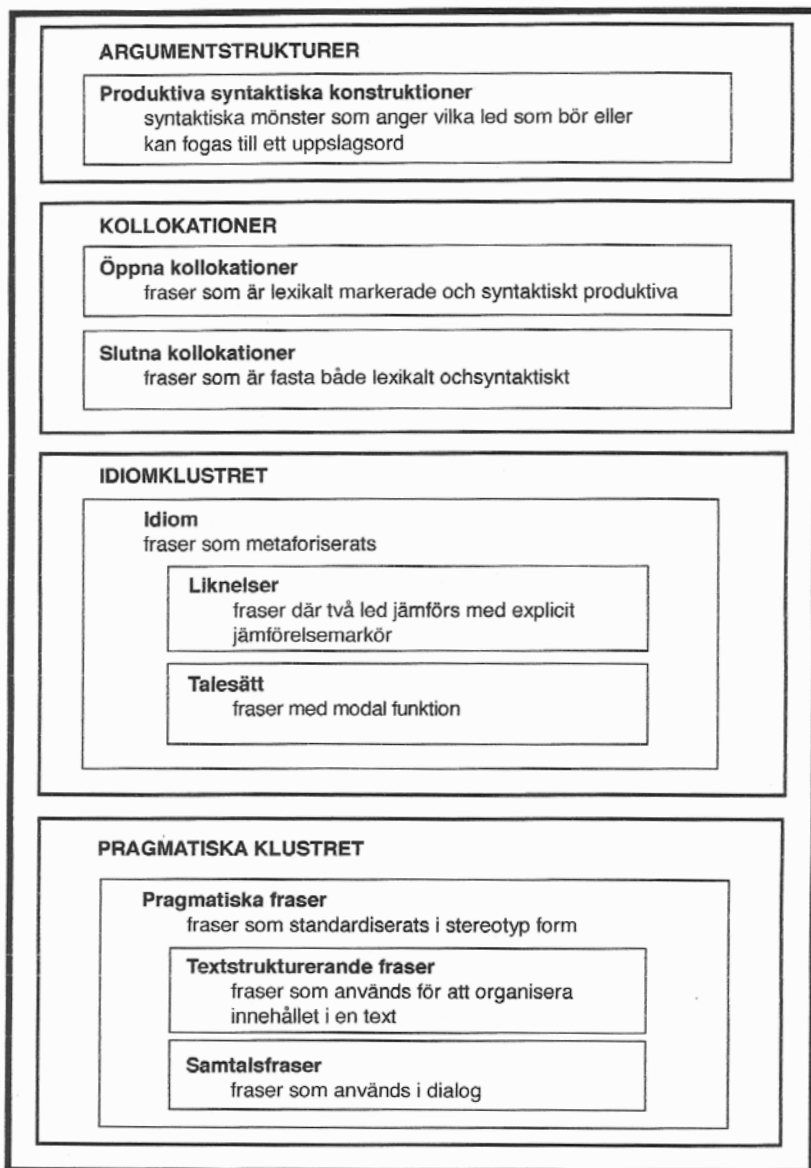 ARGUMENTSTRUKTURER
Produktiva syntaktiska konstruktioner
syntaktiska mönster som anger vilka led som bör eller
kan fogas till ett uppslagsord
KOLLOKATIONER
Öppna kollokationer
fraser som är lexikalt markerade och syntaktiskt produktiva
Slutna kollokationer
fraser som är fasta både lexikalt ochsyntaktiskt
IDIOMKLUSTRET
Idiom
fraser som metaforiserats
Liknelser
fraser där två led jämförs med explicit
jämförelsemarkör
Talesätt
fraser med modal funktion
PRAGMATISKA KLUSTRET
Pragmatiska fraser
fraser som standardiserats i stereotyp form
Textstrukturerande fraser
fraser som används för att organisera
innehållet i en text
Samtalsfraser
fraser som används i dialog